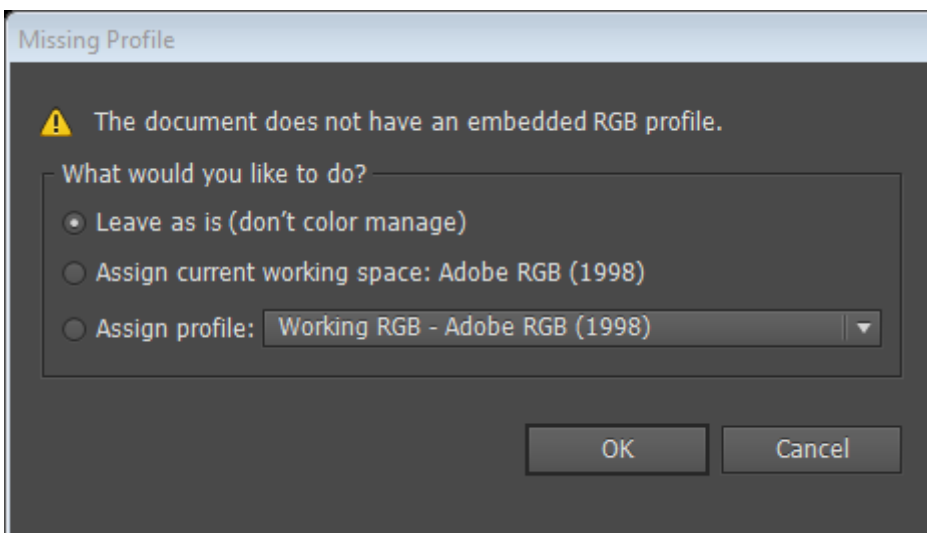 Missing Profile
The document does not have an embedded RGB profile.
What would you like to do?
Leave as is (don't color manage)
Assign current working space: Adobe RGB (1998)
Assign profile: Working RGB - Adobe RGB (1998)
OK Cancel